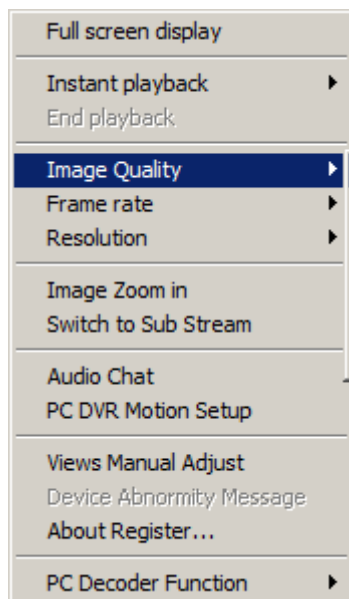 Full screen display
Instant playback
End playback
Image Quality
Frame rate
Resolution
Image Zoom in
Switch to Sub Stream
Audio Chat
PC DVR Motion Setup
Views Manual Adjust
Device Abnormity Message
About Register...
PC Decoder Function